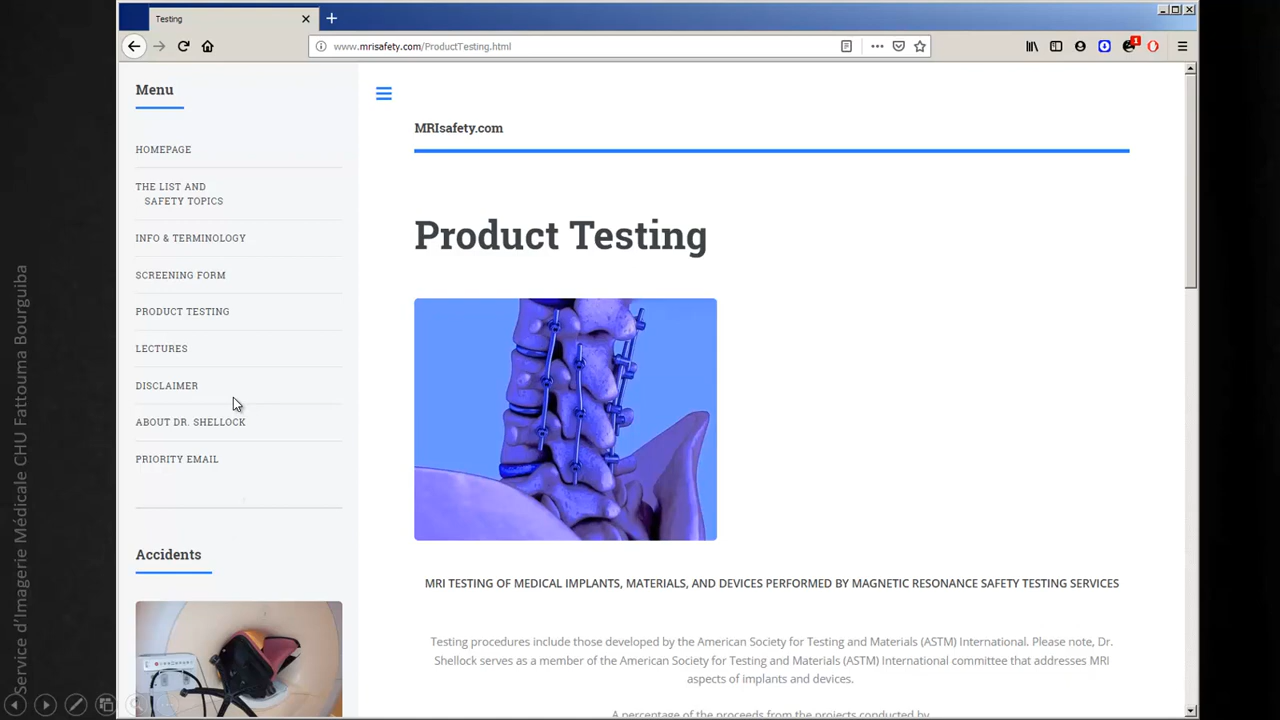 Testing
www.mrisafety.com/ProductTesting.html
1
Menu
HOMEPAGE
THE LIST AND
SAFETY TOPICS
INFO & TERMINOLOGY
SCREENING FORM
PRODUCT TESTING
LECTURES
DISCLAIMER
ABOUT DR. SHELLOCK
PRIORITY EMAIL
Accidents
MRIsafety.com
Product Testing
MRI TESTING OF MEDICAL IMPLANTS, MATERIALS, AND DEVICES PERFORMED BY MAGNETIC RESONANCE SAFETY TESTING SERVICES
Testing procedures include those developed by the American Society for Testing and Materials (ASTM) International. Please note, Dr.
Shellock serves as a member of the American Society for Testing and Materials (ASTM) International committee that addresses MRI
aspects of implants and devices.
A percentage of the proceeds from the projects conducted by
Service d'Imagerie Médicale CHU Fattouma Bourguiba